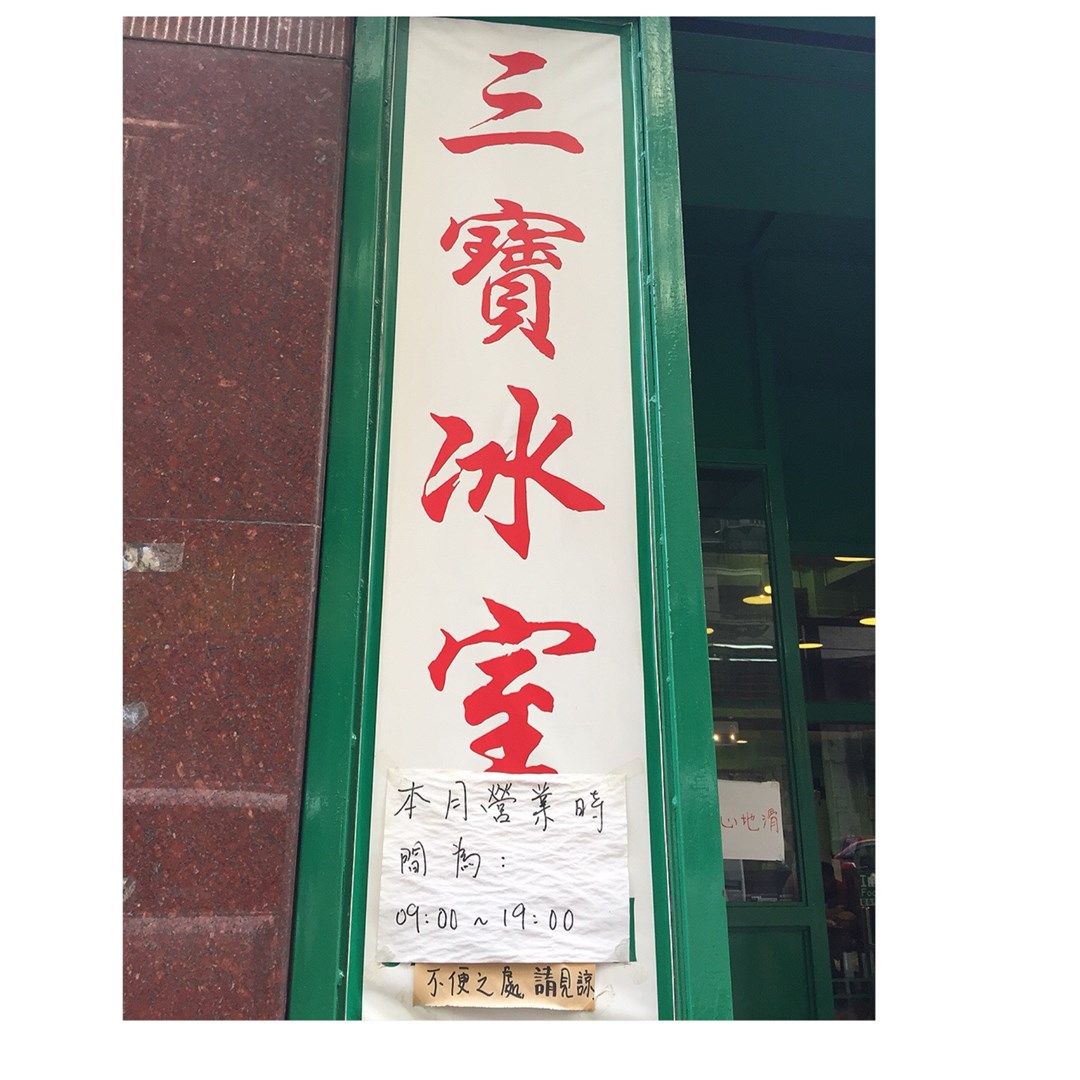 三寶冰室
本月營業時
間為：
09:00 ~ 19:00
不便之處 請見諒
心地滑